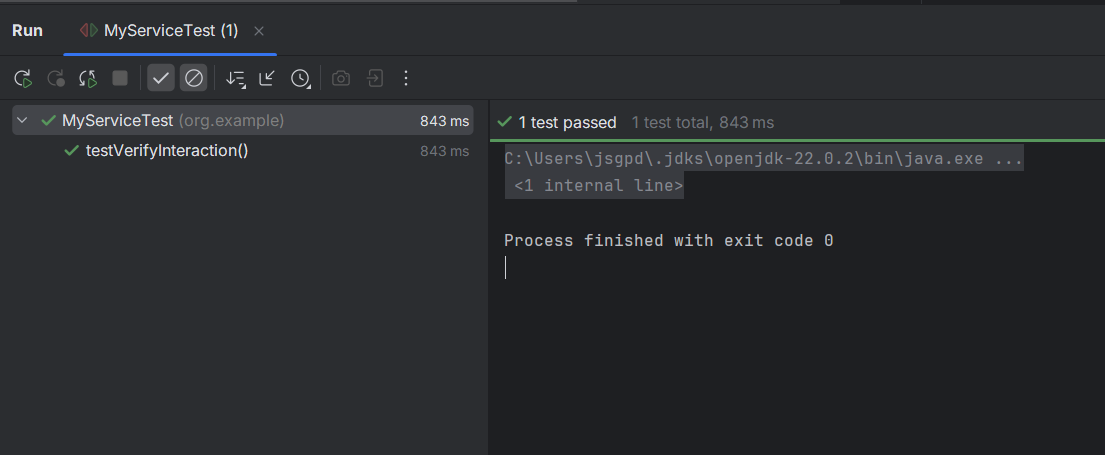 Run MyServiceTest (1)
MyServiceTest (org.example) 843 ms
testVerifyInteraction() 843 ms
1 test passed 1 test total, 843 ms
C:\Users\jsgpd\.jdks\openjdk-22.0.2\bin\java.exe ...
<1 internal line>
Process finished with exit code 0